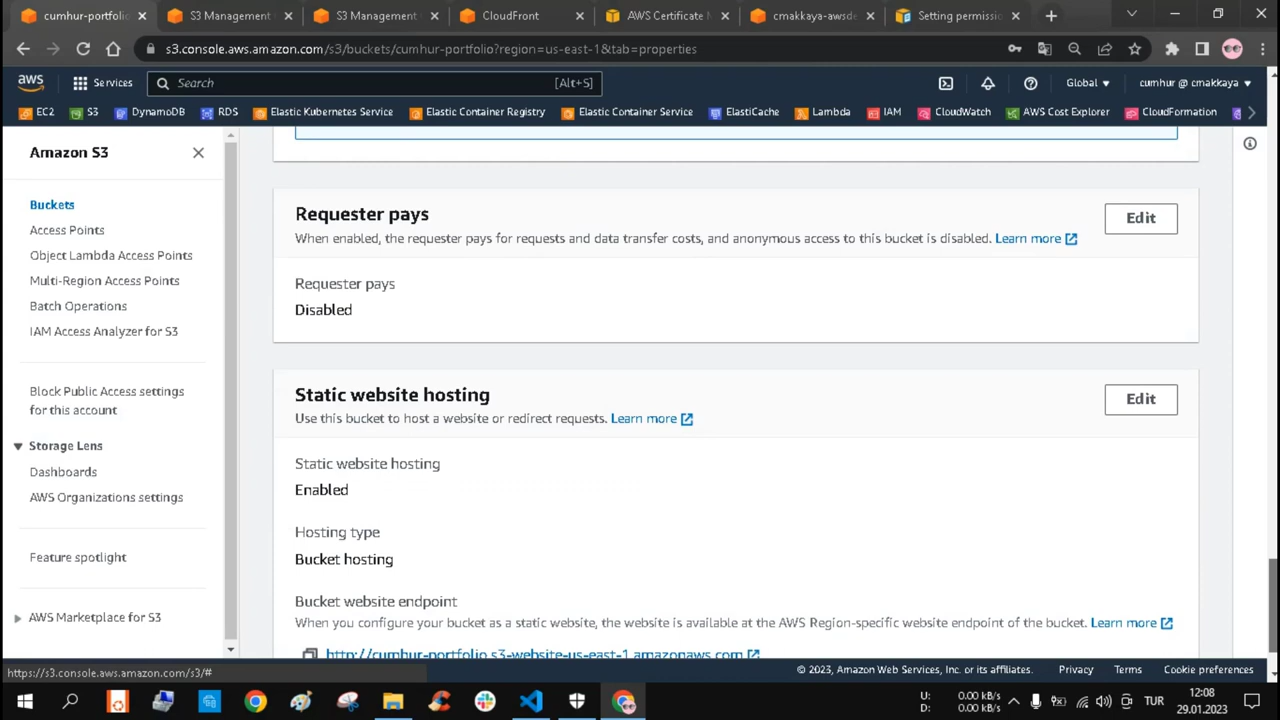 cumhur-portfolio
S3 Management
S3 Management
CloudFront
AWS Certificate M
cmakkaya-awsde
Setting permissio
s3.console.aws.amazon.com/s3/buckets/cumhur-portfolio?region=us-east-1&tab=properties
aws
Services
Search
[Alt+S]
Global
cumhur @ cmakkaya
EC2
S3
DynamoDB
RDS
Elastic Kubernetes Service
Elastic Container Registry
Elastic Container Service
ElastiCache
Lambda
IAM
CloudWatch
AWS Cost Explorer
CloudFormation
Amazon S3
Buckets
Access Points
Object Lambda Access Points
Multi-Region Access Points
Batch Operations
IAM Access Analyzer for S3
Block Public Access settings
for this account
Storage Lens
Dashboards
AWS Organizations settings
Feature spotlight
AWS Marketplace for S3
Requester pays
Edit
When enabled, the requester pays for requests and data transfer costs, and anonymous access to this bucket is disabled. Learn more
Requester pays
Disabled
Static website hosting
Edit
Use this bucket to host a website or redirect requests. Learn more
Static website hosting
Enabled
Hosting type
Bucket hosting
Bucket website endpoint
When you configure your bucket as a static website, the website is available at the AWS Region-specific website endpoint of the bucket. Learn more
http://cumhur-portfolio.s3-website-us-east-1.amazonaws.com
https://s3.console.aws.amazon.com/s3/#
© 2023, Amazon Web Services, Inc. or its affiliates.
Privacy
Terms
Cookie preferences
U: 0.00 kB/s
D: 0.00 kB/s
TUR
12:08
29.01.2023